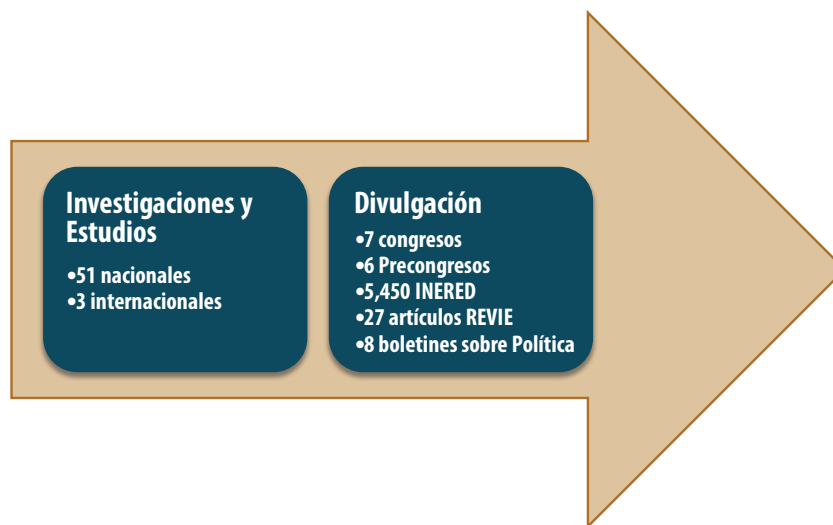 Investigaciones y
Estudios
•51 nacionales
•3 internacionales
Divulgación
•7 congresos
•6 Precongresos
•5,450 INERED
•27 artículos REVIE
•8 boletines sobre Política